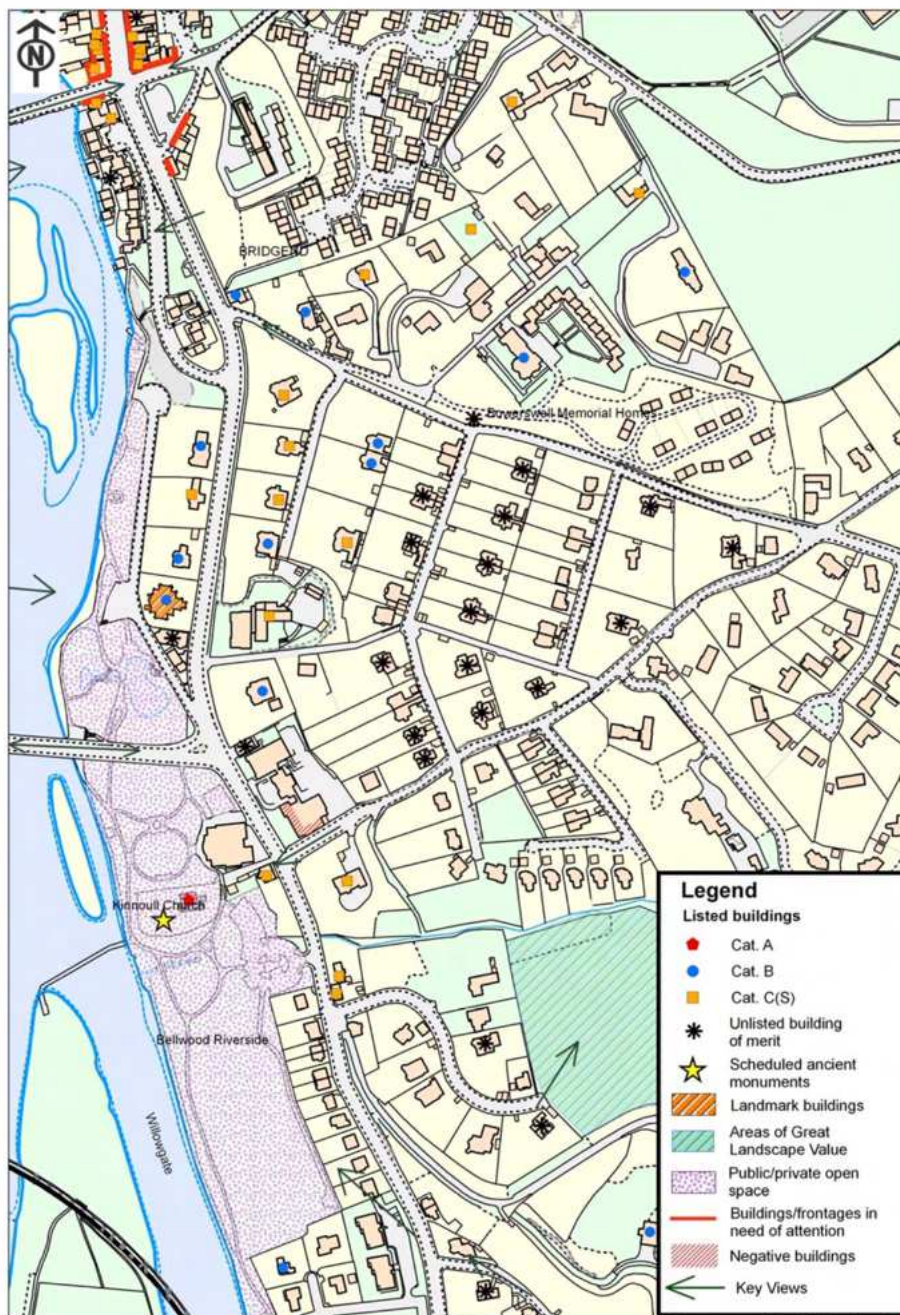 N
BRIDGEND
Bowerswell Memorial Homes
Kinnoull Church
Bellwood Riverside
Willowgate
Legend
Listed buildings
Cat. A
Cat. B
Cat. C(S)
Unlisted building
of merit
Scheduled ancient
monuments
Landmark buildings
Areas of Great
Landscape Value
Public/private open
space
Buildings/frontages in
need of attention
Negative buildings
Key Views